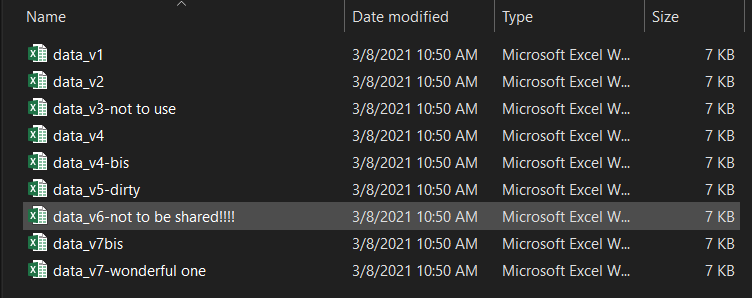 Name Date modified Type Size
data_v1 3/8/2021 10:50 AM Microsoft Excel W... 7 KB
data_v2 3/8/2021 10:50 AM Microsoft Excel W... 7 KB
data_v3-not to use 3/8/2021 10:50 AM Microsoft Excel W... 7 KB
data_v4 3/8/2021 10:50 AM Microsoft Excel W... 7 KB
data_v4-bis 3/8/2021 10:50 AM Microsoft Excel W... 7 KB
data_v5-dirty 3/8/2021 10:50 AM Microsoft Excel W... 7 KB
data_v6-not to be shared!!!! 3/8/2021 10:50 AM Microsoft Excel W... 7 KB
data_v7bis 3/8/2021 10:50 AM Microsoft Excel W... 7 KB
data_v7-wonderful one 3/8/2021 10:50 AM Microsoft Excel W... 7 KB